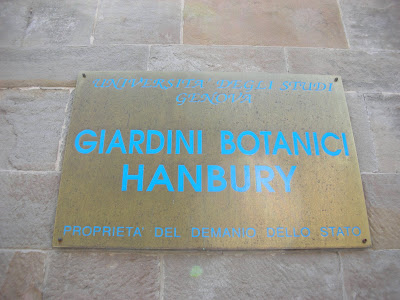 UNIVERSITA' DEGLI STUDI
GENOVA
GIARDINI BOTANICI
HANBURY
PROPRIETA' DEL DEMANIO DELLO STATO